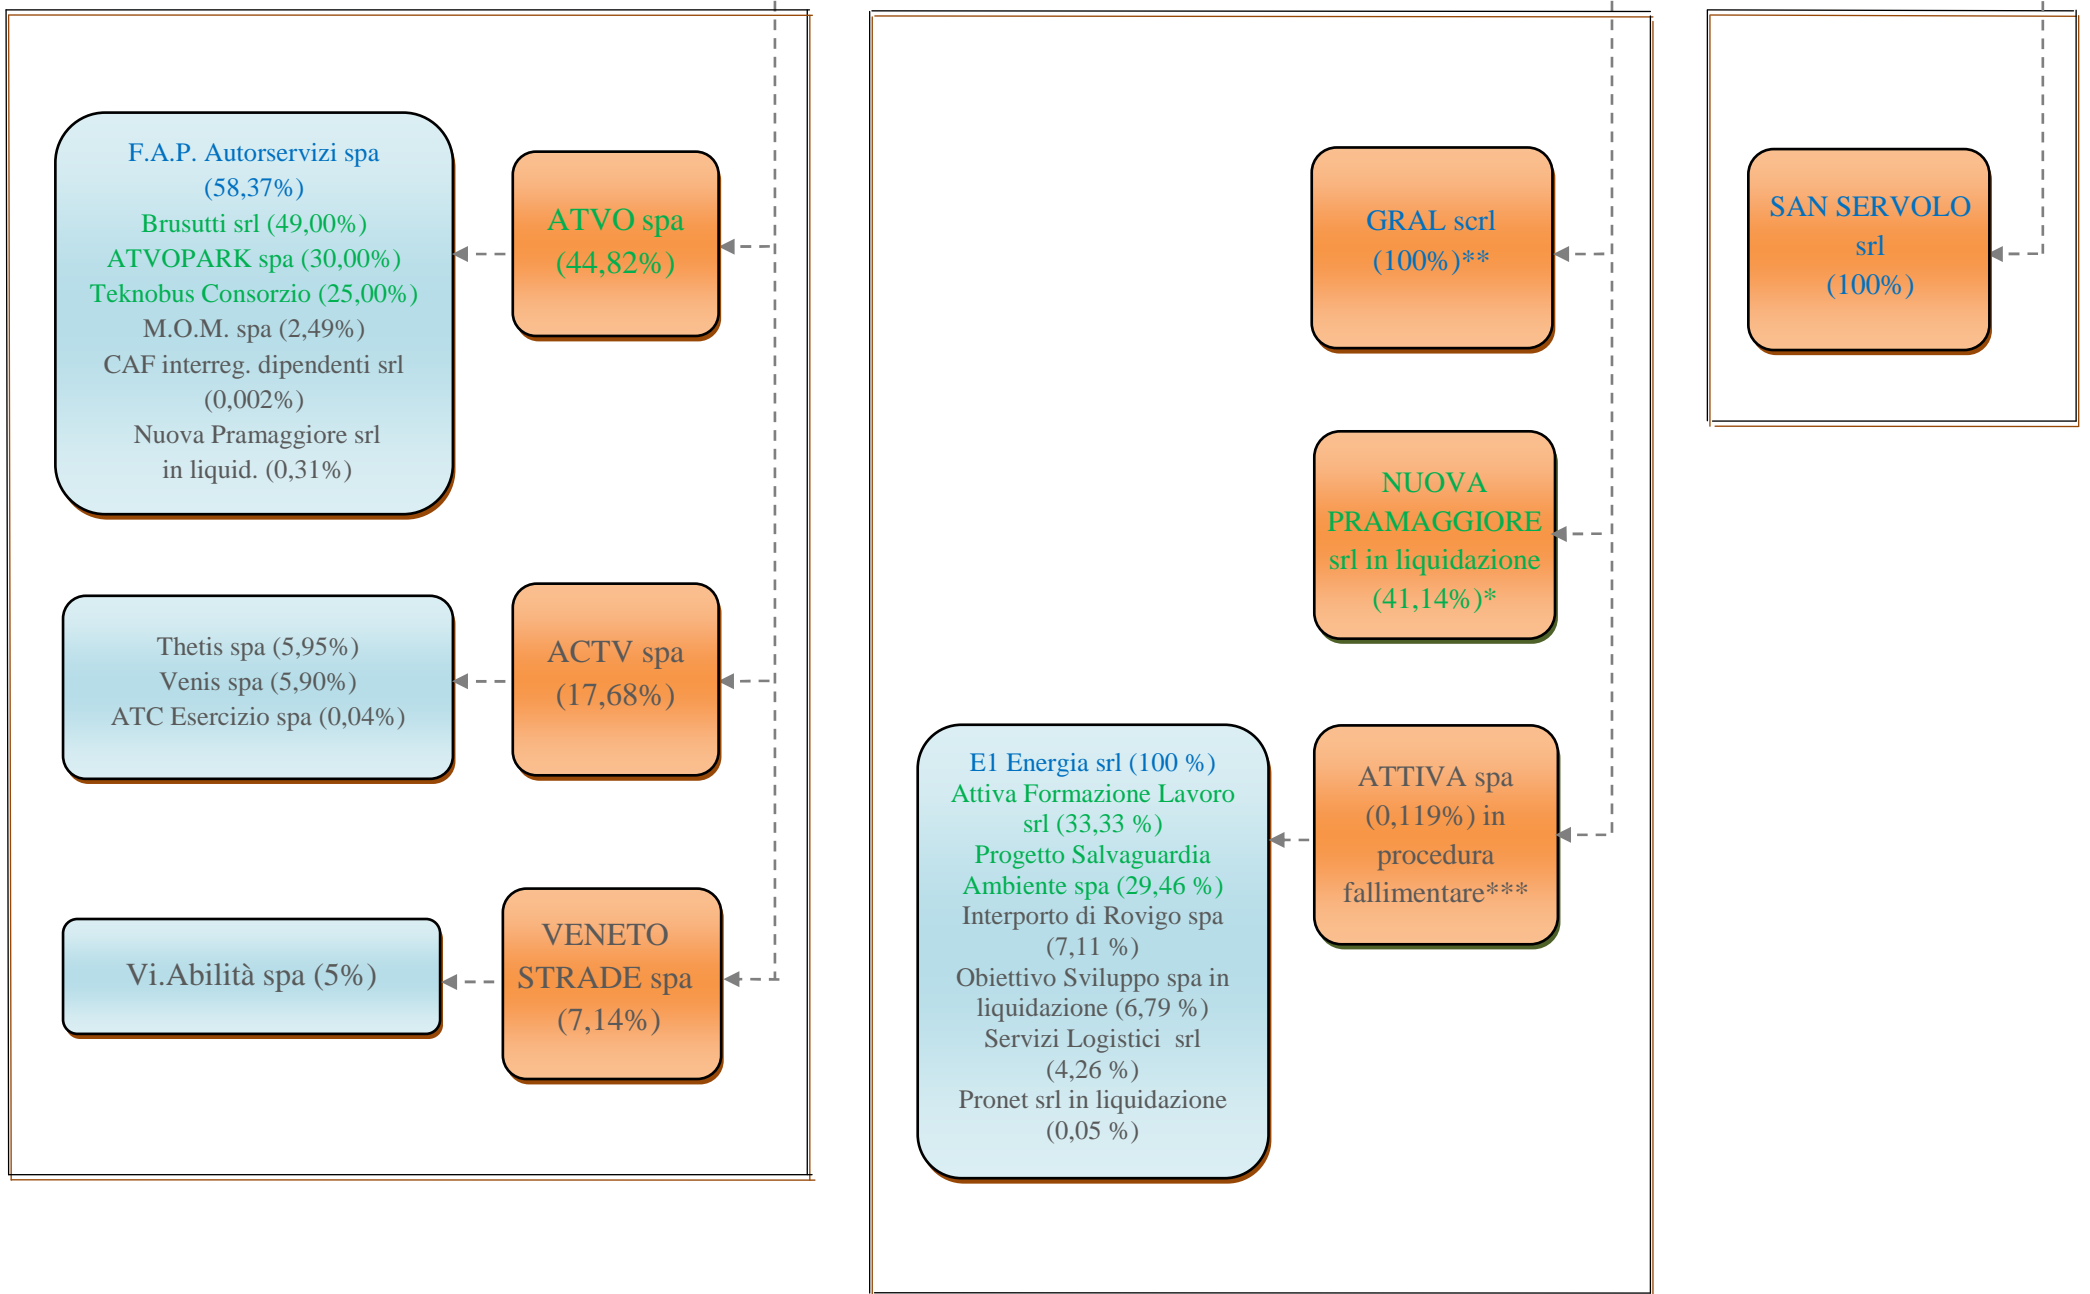 F.A.P. Autorservizi spa
(58,37%)
Brusutti srl (49,00%)
ATVOPARK spa (30,00%)
Teknobus Consorzio (25,00%)
M.O.M. spa (2,49%)
CAF interreg. dipendenti srl
(0,002%)
Nuova Pramaggiore srl
in liquid. (0,31%)
ATVO spa
(44,82%)
Thetis spa (5,95%)
Venis spa (5,90%)
ATC Esercizio spa (0,04%)
ACTV spa
(17,68%)
Vi.Abilità spa (5%)
VENETO
STRADE spa
(7,14%)
GRAL scrl
(100%)**
NUOVA
PRAMAGGIORE
srl in liquidazione
(41,14%)*
E1 Energia srl (100 %)
Attiva Formazione Lavoro
srl (33,33 %)
Progetto Salvaguardia
Ambiente spa (29,46 %)
Interporto di Rovigo spa
(7,11 %)
Obiettivo Sviluppo spa in
liquidazione (6,79 %)
Servizi Logistici  srl
(4,26 %)
Pronet srl in liquidazione
(0,05 %)
ATTIVA spa
(0,119%) in
procedura
fallimentare***
SAN SERVOLO
srl
(100%)